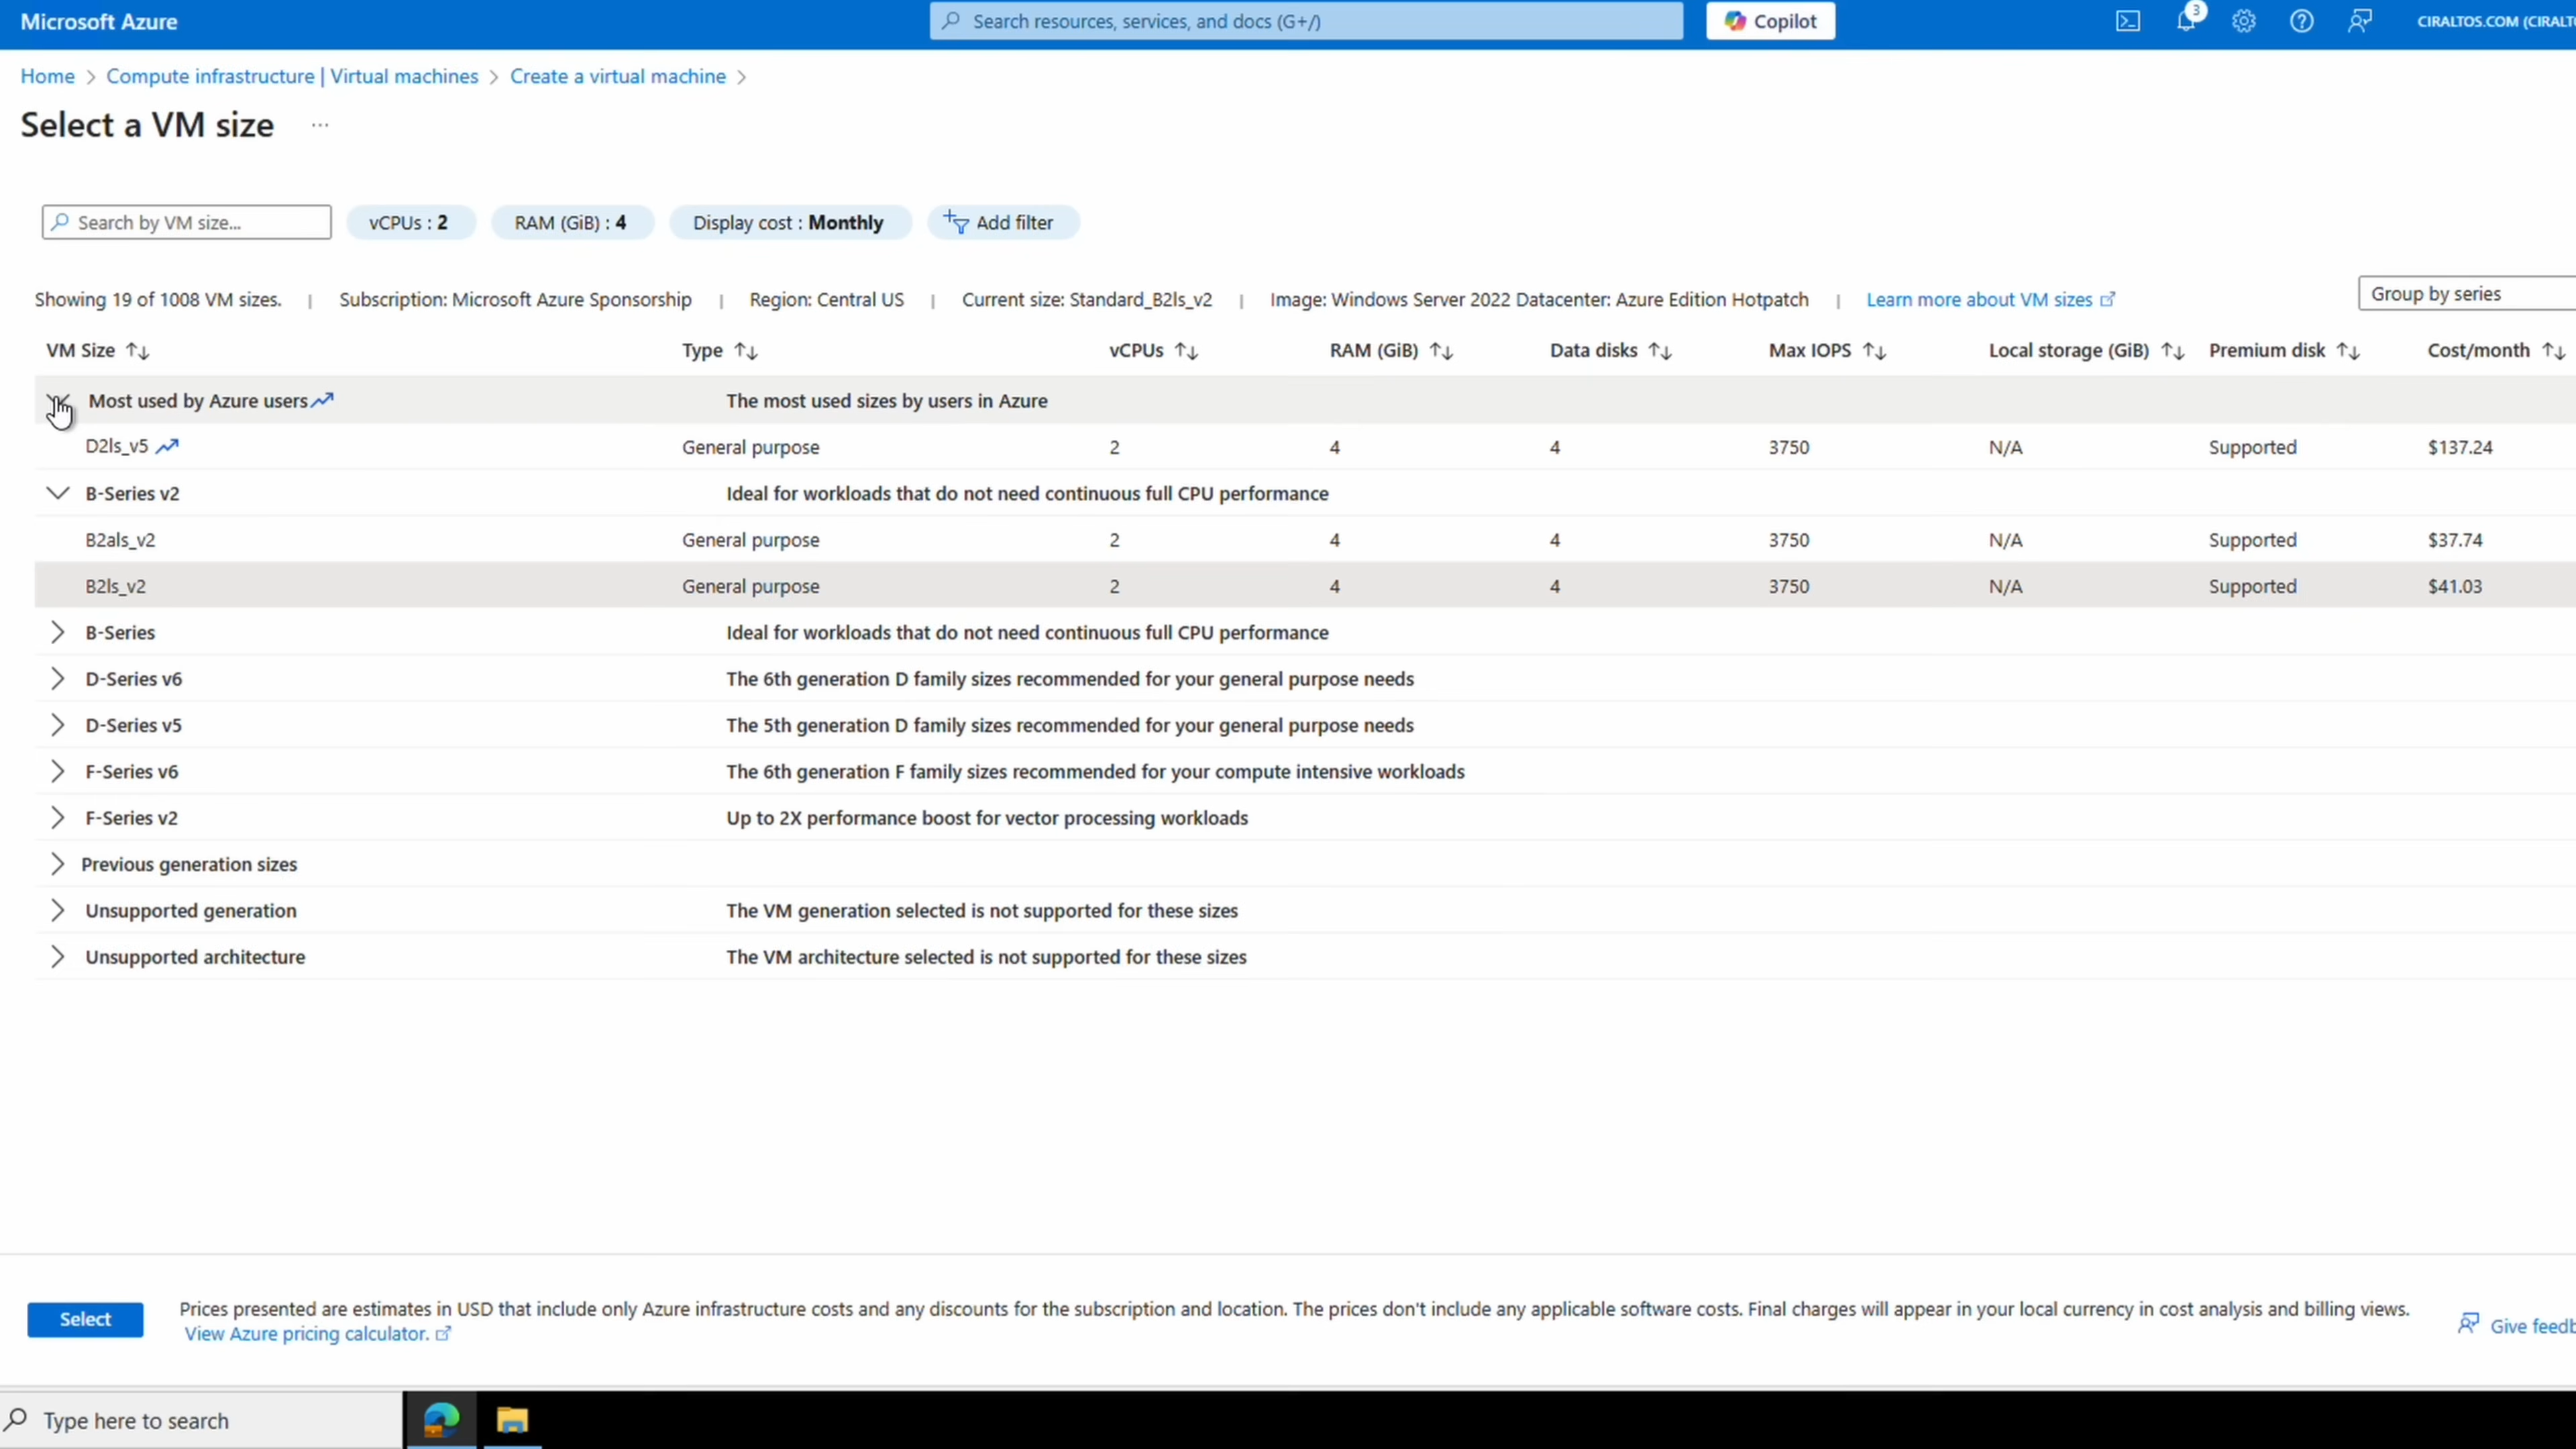 Microsoft Azure
Search resources, services, and docs (G+/)
Copilot
3
CIRALTOS.COM (CIRALTO
Home > Compute infrastructure | Virtual machines > Create a virtual machine >
Select a VM size ...
Search by VM size...
vCPUs : 2
RAM (GiB) : 4
Display cost : Monthly
Add filter
Showing 19 of 1008 VM sizes. | Subscription: Microsoft Azure Sponsorship | Region: Central US | Current size: Standard_B2ls_v2 | Image: Windows Server 2022 Datacenter: Azure Edition Hotpatch | Learn more about VM sizes
Group by series
VM Size Type vCPUs RAM (GiB) Data disks Max IOPS Local storage (GiB) Premium disk Cost/month
Most used by Azure users The most used sizes by users in Azure
D2ls_v5 General purpose 2 4 4 3750 N/A Supported $137.24
B-Series v2 Ideal for workloads that do not need continuous full CPU performance
B2als_v2 General purpose 2 4 4 3750 N/A Supported $37.74
B2ls_v2 General purpose 2 4 4 3750 N/A Supported $41.03
B-Series Ideal for workloads that do not need continuous full CPU performance
D-Series v6 The 6th generation D family sizes recommended for your general purpose needs
D-Series v5 The 5th generation D family sizes recommended for your general purpose needs
F-Series v6 The 6th generation F family sizes recommended for your compute intensive workloads
F-Series v2 Up to 2X performance boost for vector processing workloads
Previous generation sizes
Unsupported generation The VM generation selected is not supported for these sizes
Unsupported architecture The VM architecture selected is not supported for these sizes
Select
Prices presented are estimates in USD that include only Azure infrastructure costs and any discounts for the subscription and location. The prices don't include any applicable software costs. Final charges will appear in your local currency in cost analysis and billing views.
View Azure pricing calculator.
Give feedb
Type here to search